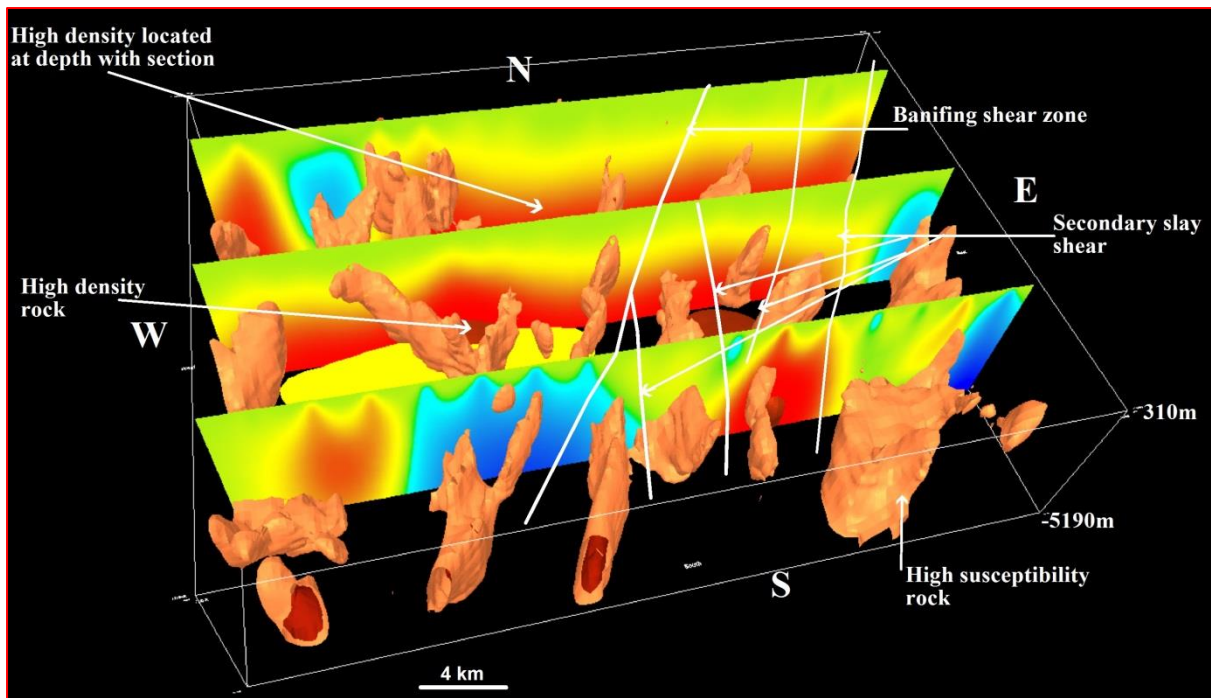 High density located
at depth with section
N
Banifing shear zone
E
Secondary slay
shear
High density
rock
W
310m
-5190m
South
S
High susceptibility
rock
4 km